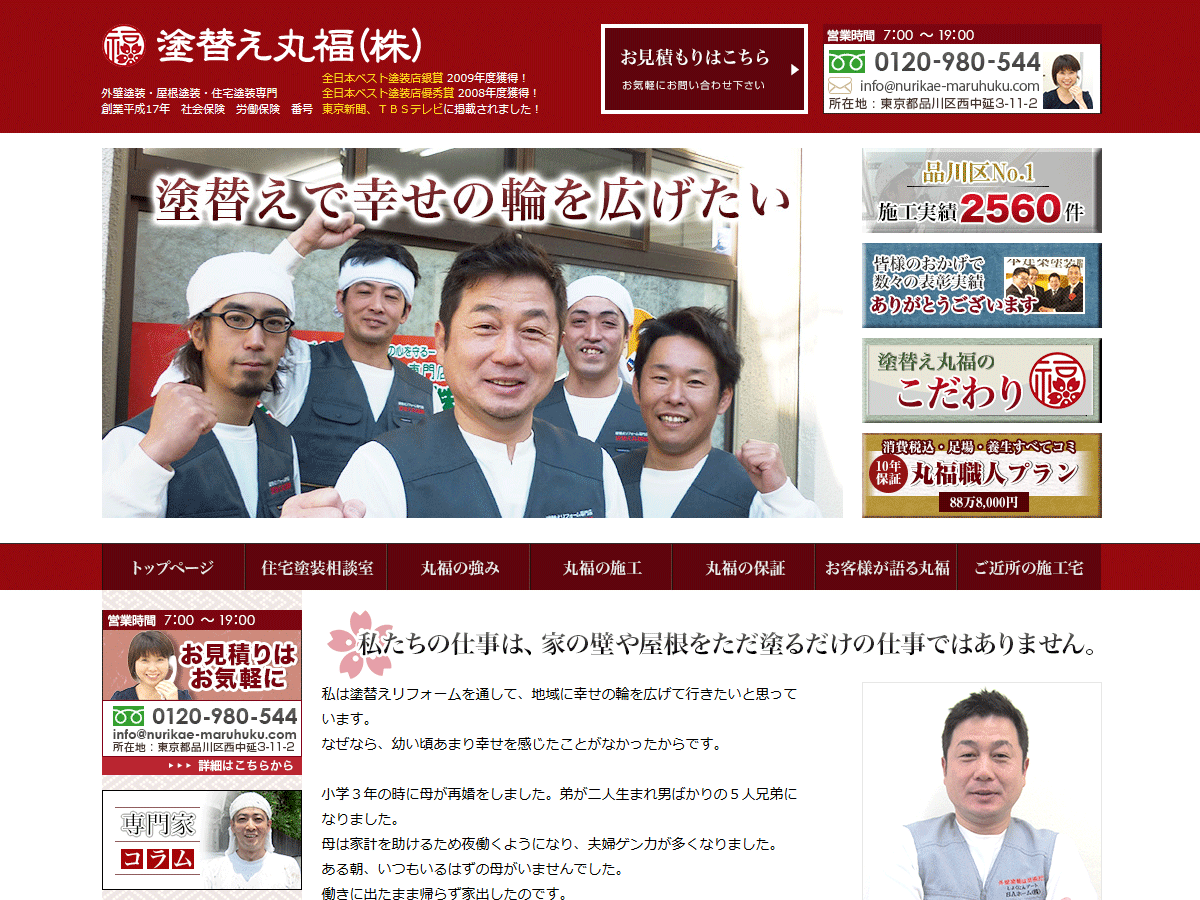 福 塗替え丸福(株)
全日本ベスト塗装店銀賞 2009年度獲得！
外壁塗装・屋根塗装・住宅塗装専門 全日本ベスト塗装店優秀賞 2008年度獲得！
創業平成17年 社会保険 労働保険 番号 東京新聞、ＴＢＳテレビに掲載されました！
お見積もりはこちら
お気軽にお問い合わせ下さい
営業時間 7:00 ～ 19:00
0120-980-544
info@nurikae-maruhuku.com
所在地：東京都品川区西中延3-11-2
塗替えで幸せの輪を広げたい
の心を守る
専門店
品川区No.1
施工実績2560件
皆様のおかげで
数々の表彰実績
ありがとうございます
塗替え丸福の
こだわり 福
消費税込・足場・養生すべてコミ
10年
保証
丸福職人プラン
88万8,000円
トップページ 住宅塗装相談室 丸福の強み 丸福の施工 丸福の保証 お客様が語る丸福 ご近所の施工宅
営業時間 7:00 ～ 19:00
お見積りは
お気軽に
0120-980-544
info@nurikae-maruhuku.com
所在地：東京都品川区西中延3-11-2
詳細はこちらから
専門家
コラム
私たちの仕事は、家の壁や屋根をただ塗るだけの仕事ではありません。
私は塗替えリフォームを通して、地域に幸せの輪を広げて行きたいと思って
います。
なぜなら、幼い頃あまり幸せを感じたことがなかったからです。
小学３年の時に母が再婚をしました。弟が二人生まれ男ばかりの５人兄弟に
なりました。
母は家計を助けるため夜働くようになり、夫婦ゲン力が多くなりました。
ある朝、いつもいるはずの母がいませんでした。
働きに出たまま帰らず家出したのです。